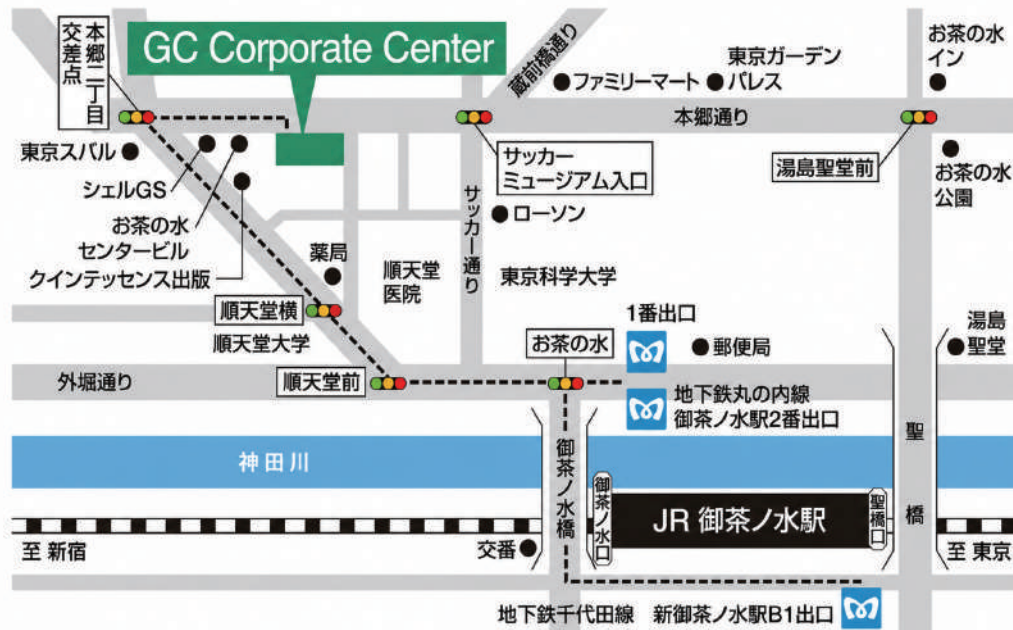 本郷二丁目
交差点
GC Corporate Center
蔵前橋通り
ファミリーマート
東京ガーデン
パレス
お茶の水
イン
本郷通り
東京スバル
シェルGS
お茶の水
センタービル
クインテッセンス出版
サッカー
ミュージアム入口
湯島聖堂前
お茶の水
公園
サッカー通り
ローソン
薬局
順天堂
医院
東京科学大学
順天堂横
順天堂大学
1番出口
お茶の水
郵便局
湯島
聖堂
外堀通り
順天堂前
地下鉄丸の内線
御茶ノ水駅2番出口
神田川
御茶ノ水橋
聖橋
御茶ノ水口
JR 御茶ノ水駅
聖橋口
至 新宿
交番
至 東京
地下鉄千代田線 新御茶ノ水駅B1出口